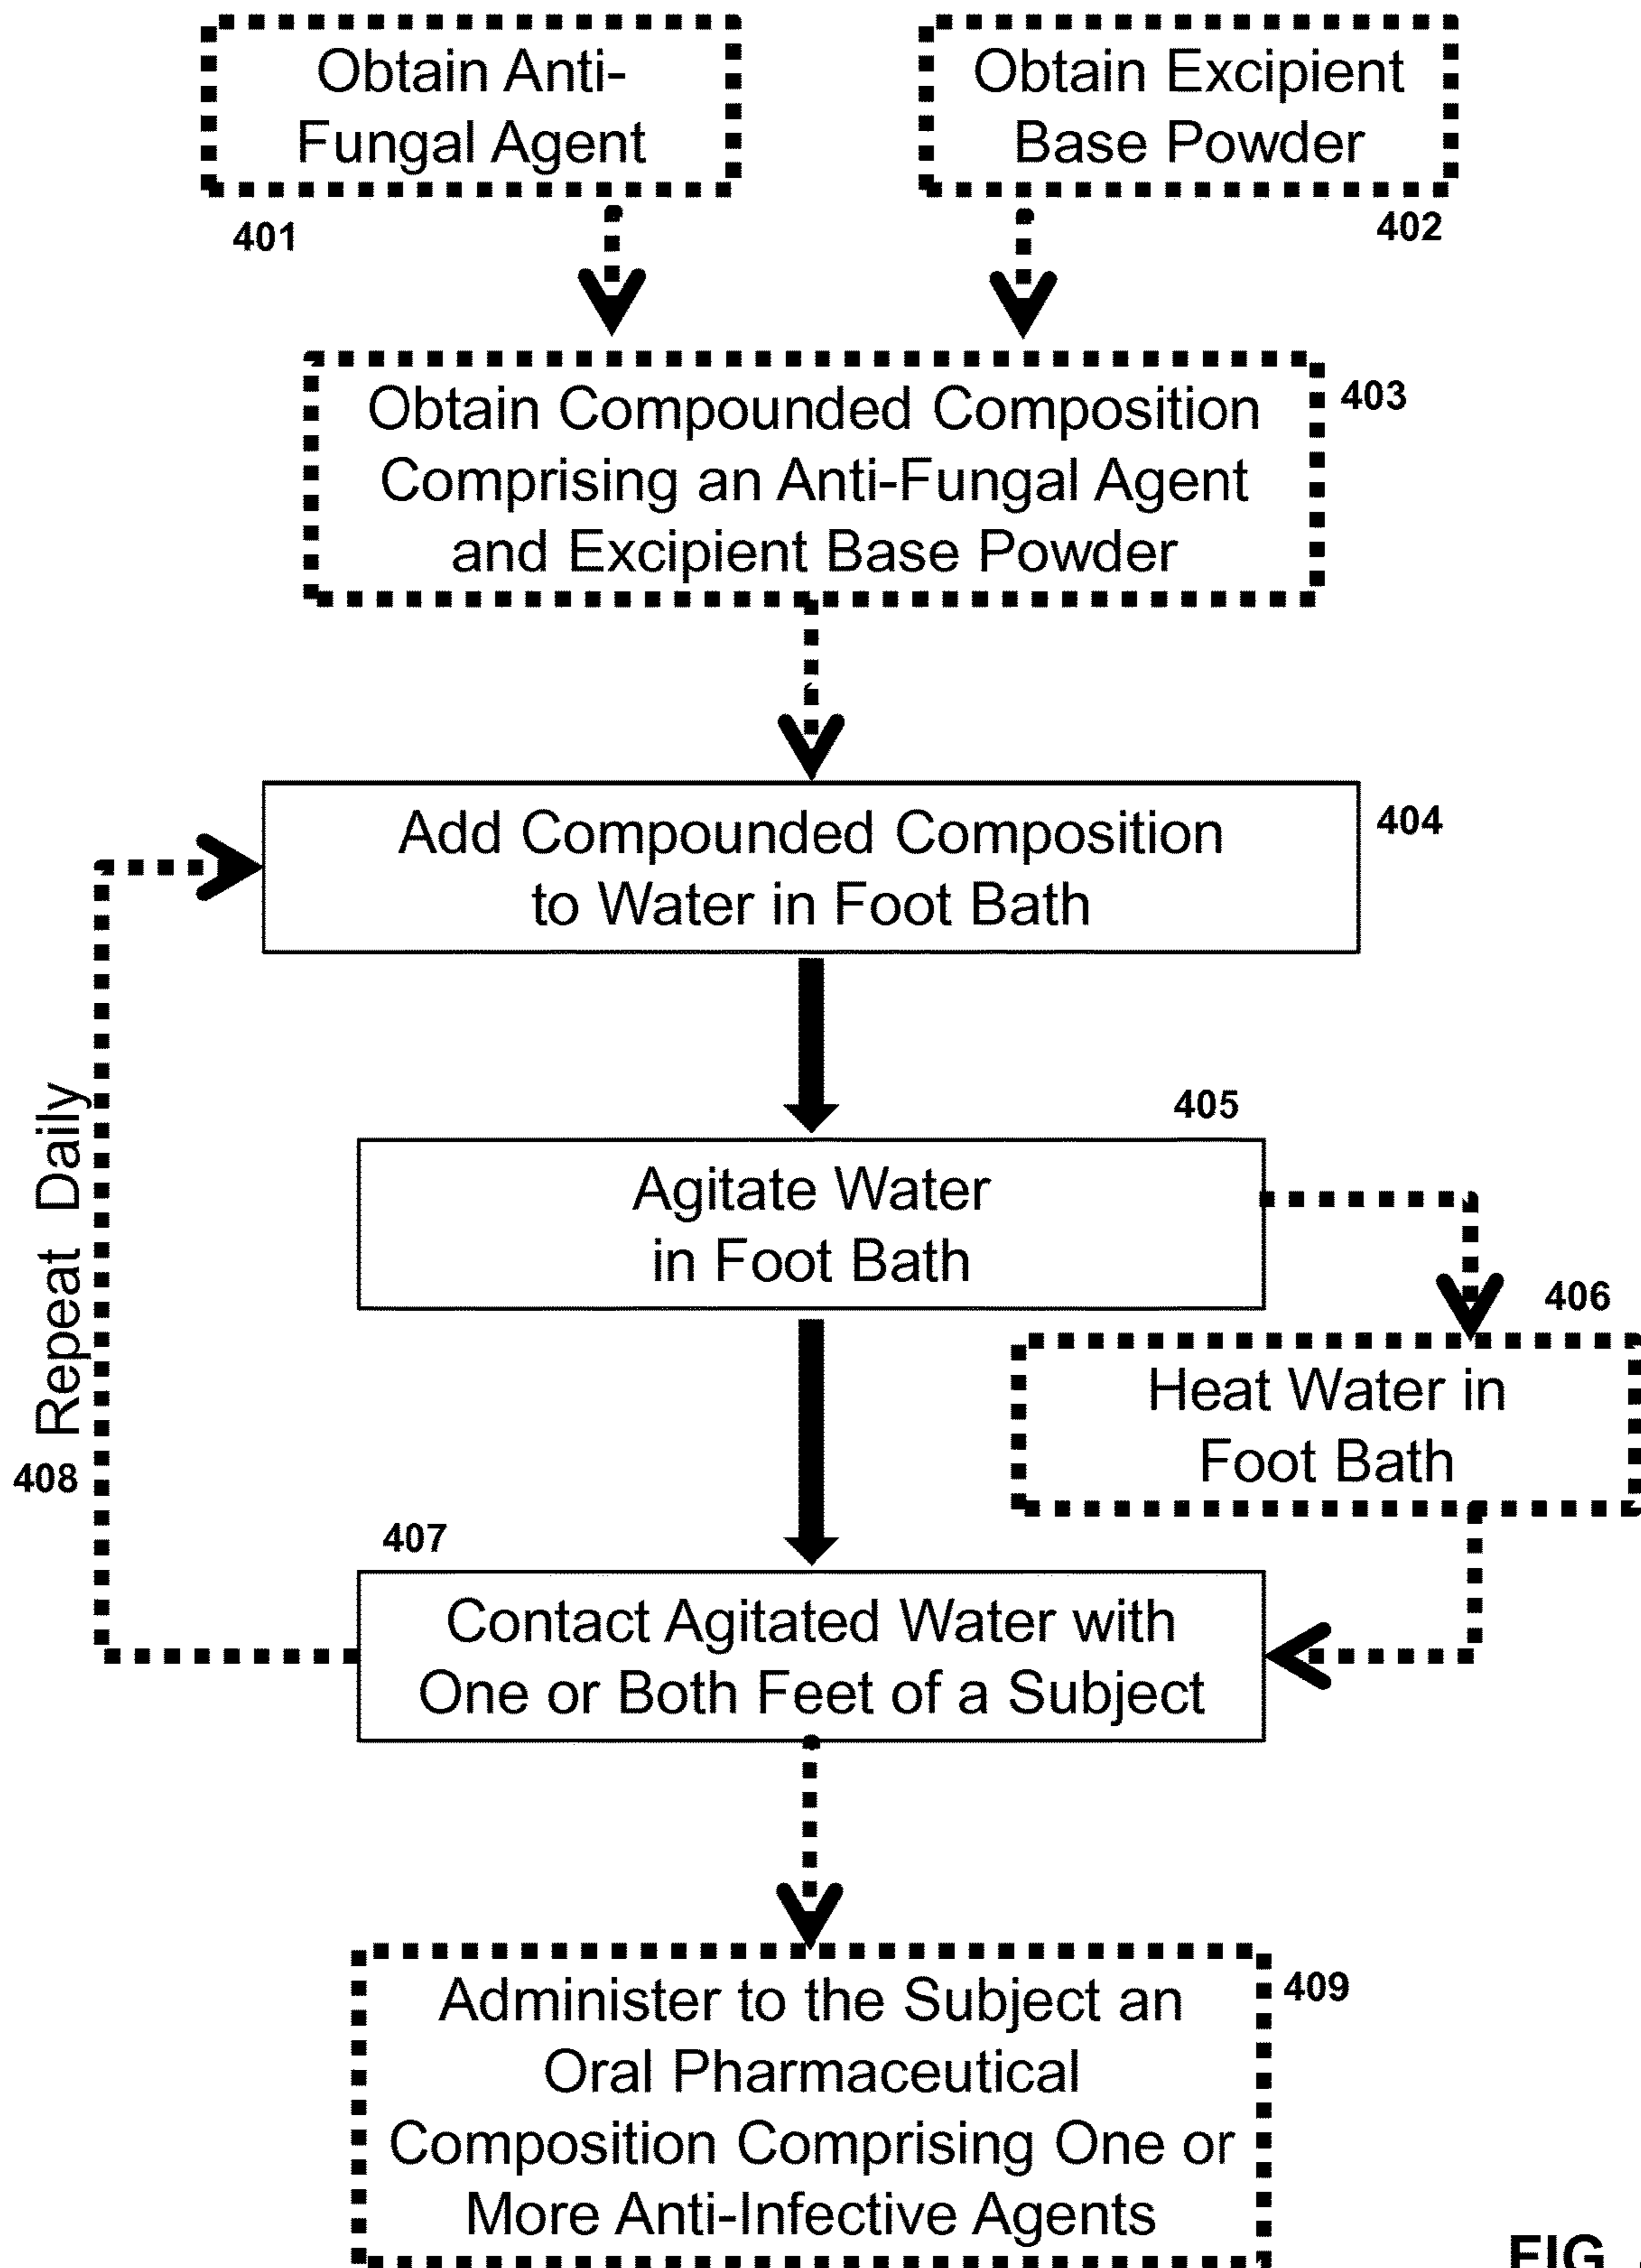 Obtain Anti-
Fungal Agent
401
Obtain Excipient
Base Powder
402
Obtain Compounded Composition
Comprising an Anti-Fungal Agent
and Excipient Base Powder
403
Add Compounded Composition
to Water in Foot Bath
404
Agitate Water
in Foot Bath
405
Heat Water in
Foot Bath
406
Contact Agitated Water with
One or Both Feet of a Subject
407
Repeat Daily
408
Administer to the Subject an
Oral Pharmaceutical
Composition Comprising One or
More Anti-Infective Agents
409
FIG.